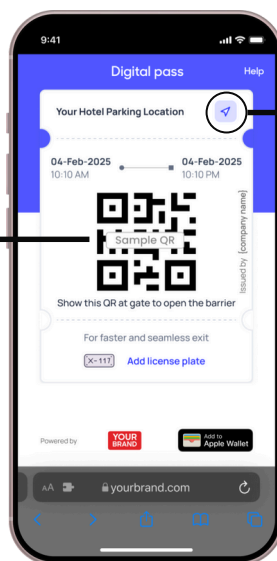 9:41
Digital pass
Help
Your Hotel Parking Location
04-Feb-2025
10:10 AM
04-Feb-2025
10:10 PM
Sample QR
Issued by {company name}
Show this QR at gate to open the barrier
For faster and seamless exit
X-117
Add license plate
Powered by
YOUR
BRAND
Add to
Apple Wallet
AA
yourbrand.com